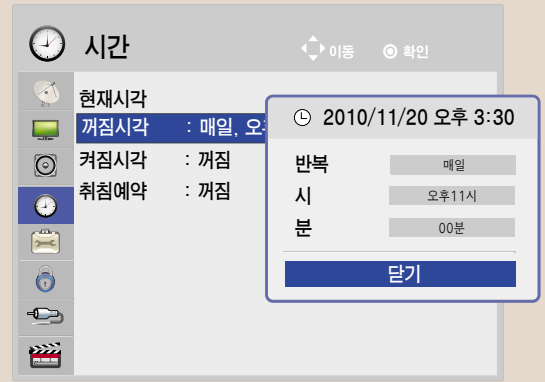 시간
이동 확인
현재시각
꺼짐시각 : 매일, 오
켜짐시각 : 꺼짐
취침예약 : 꺼짐
2010/11/20 오후 3:30
반복 매일
시 오후11시
분 00분
닫기